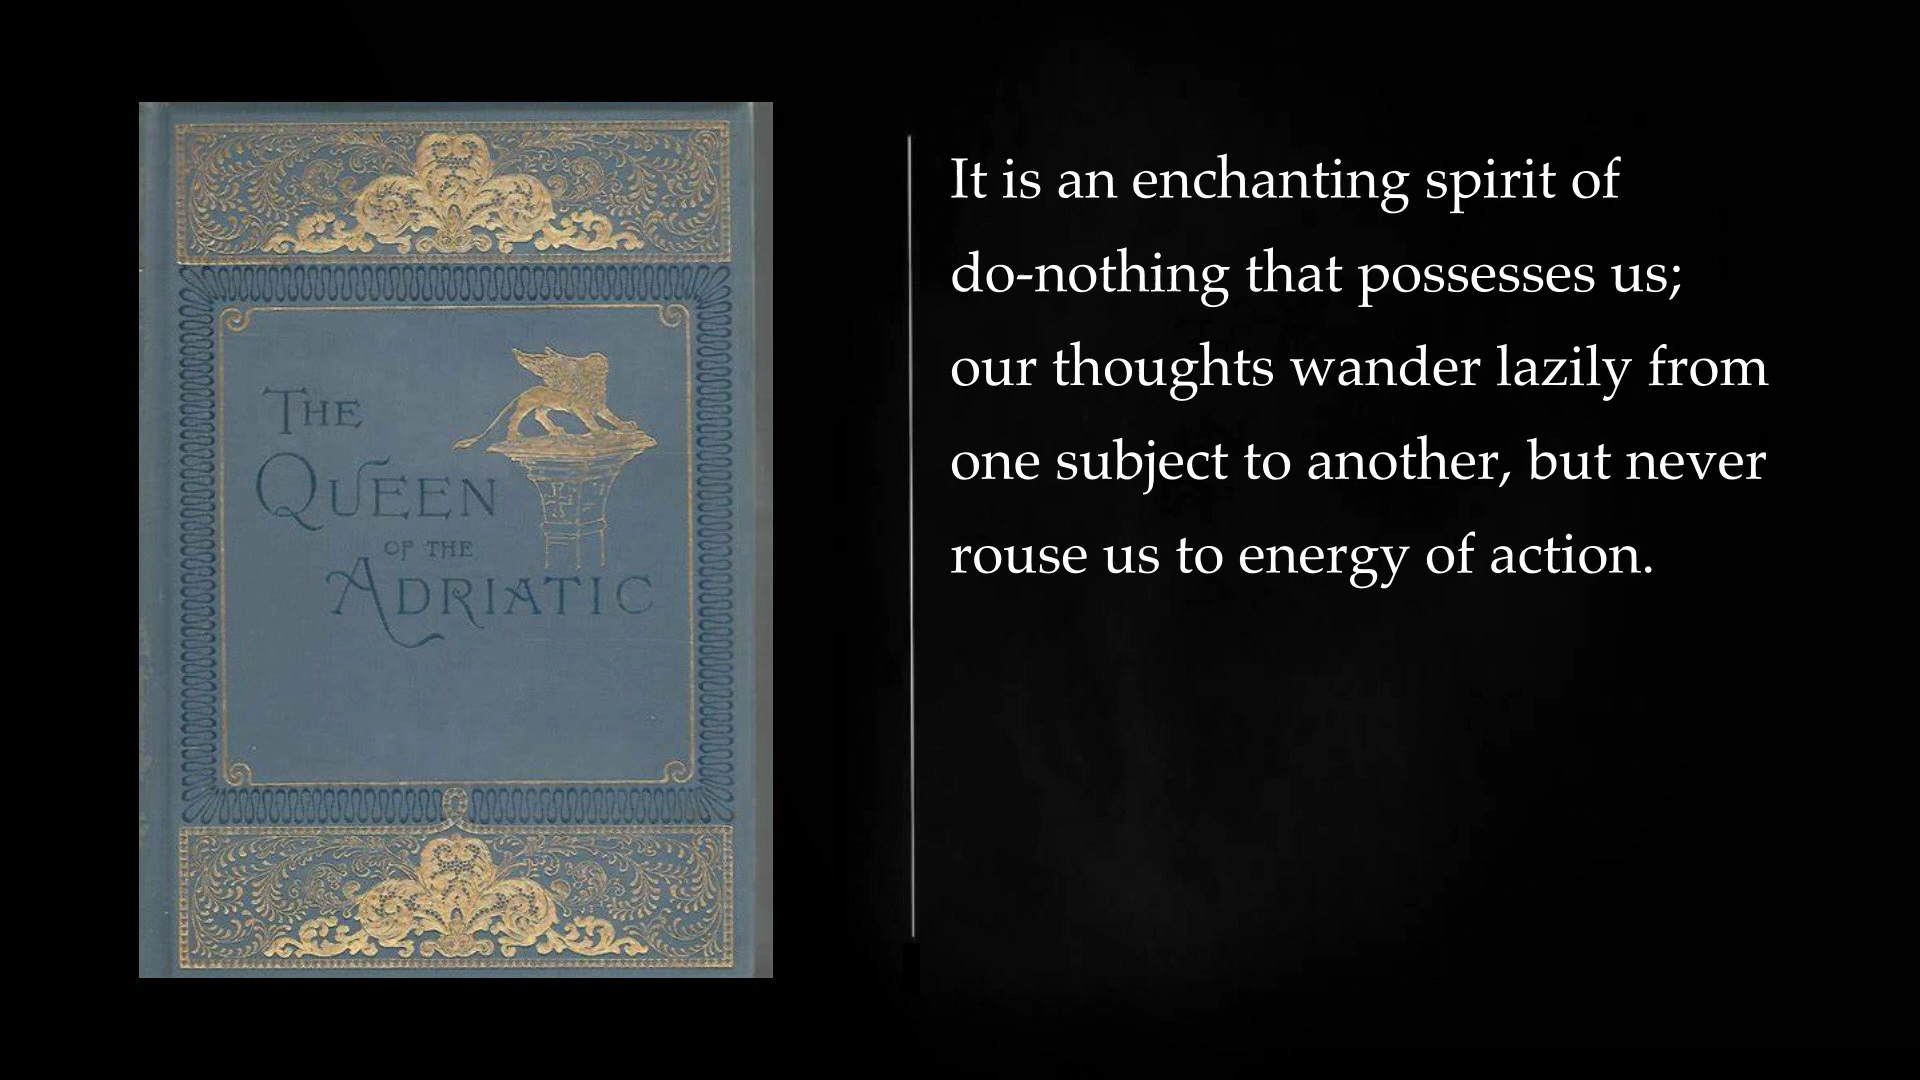 THE
QUEEN
OF THE
ADRIATIC
It is an enchanting spirit of
do-nothing that possesses us;
our thoughts wander lazily from
one subject to another, but never
rouse us to energy of action.